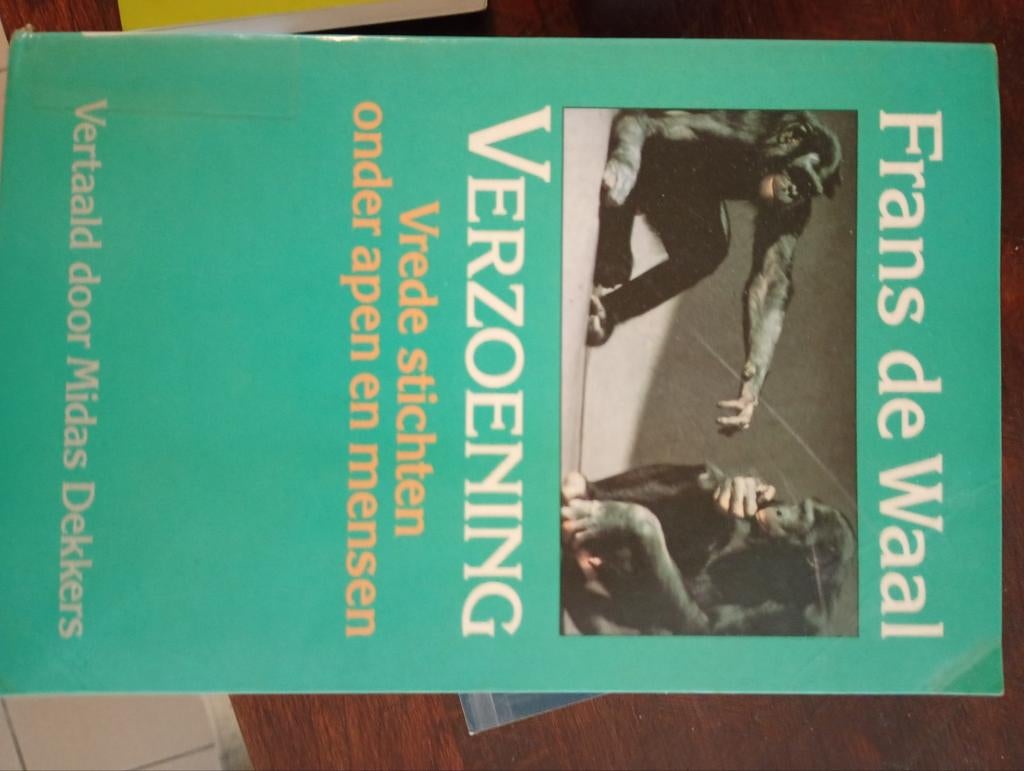 Frans de Waal
VERZOENING
Vrede stichten
onder apen en mensen
Vertaald door Midas Dekkers